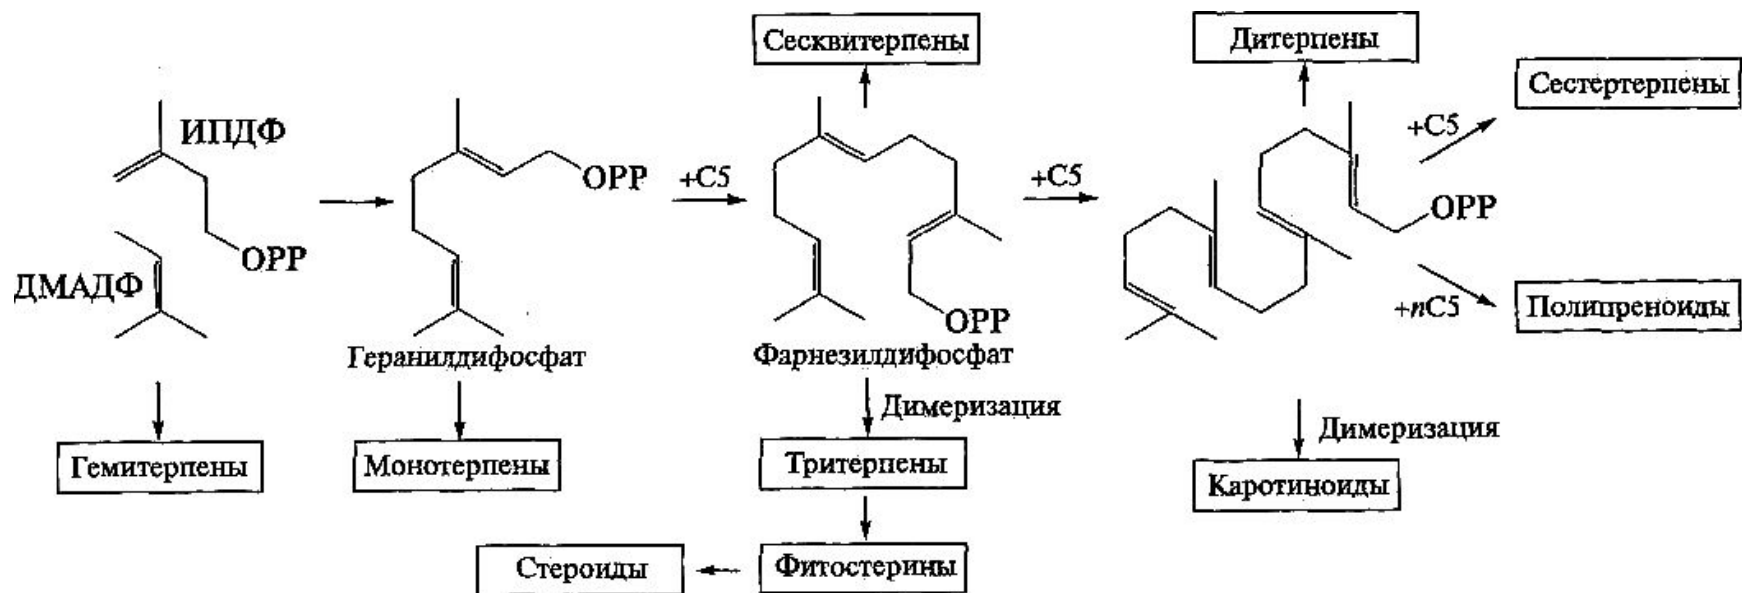 Сесквитерпены
Дитерпены
Сестертерпены
ИПДФ
+C5
OPP
+C5
+C5
OPP
OPP
ДМАДФ
+nC5
Полипреноиды
OPP
Геранилдифосфат
Фарнезилдифосфат
Димеризация
Димеризация
Гемитерпены
Монотерпены
Тритерпены
Каротиноиды
Стероиды
Фитостерины